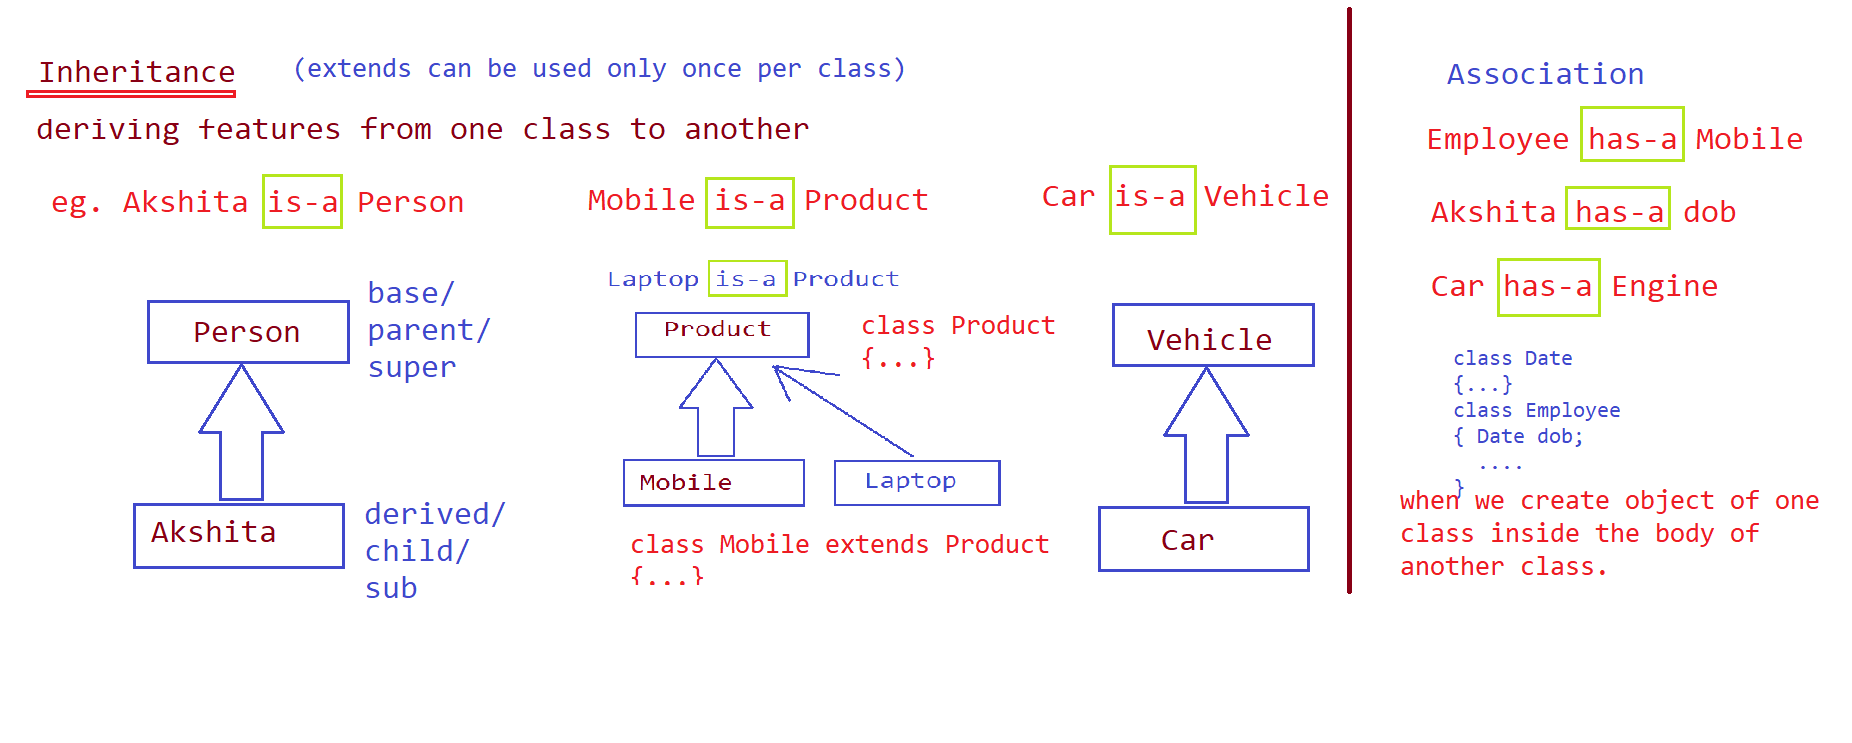 Inheritance (extends can be used only once per class)
deriving features from one class to another
eg. Akshita is-a Person
Mobile is-a Product
Car is-a Vehicle
Laptop is-a Product
Person
base/
parent/
super
Akshita
derived/
child/
sub
Product
class Product
{...}
Mobile
Laptop
class Mobile extends Product
{...}
Vehicle
Car
Association
Employee has-a Mobile
Akshita has-a dob
Car has-a Engine
class Date
{...}
class Employee
{ Date dob;
....
}
when we create object of one
class inside the body of
another class.